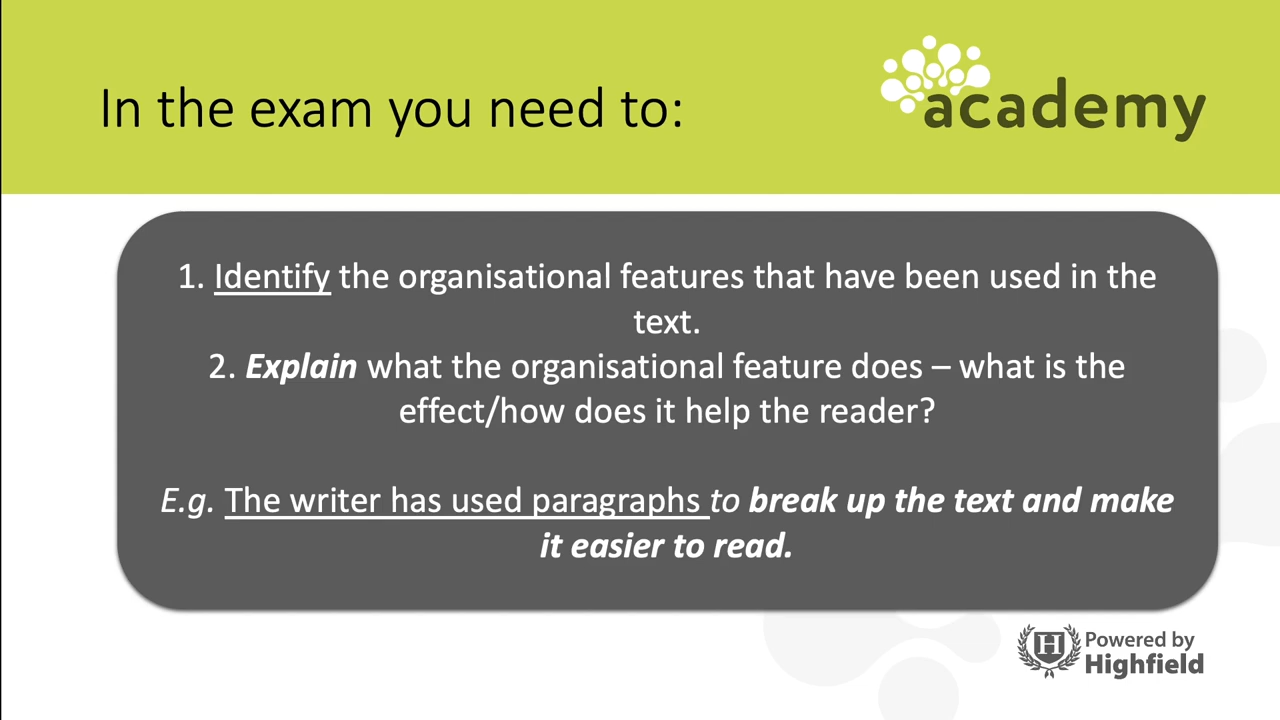 In the exam you need to:
academy
1. Identify the organisational features that have been used in the
text.
2. Explain what the organisational feature does – what is the
effect/how does it help the reader?
E.g. The writer has used paragraphs to break up the text and make
it easier to read.
H
Powered by
Highfield